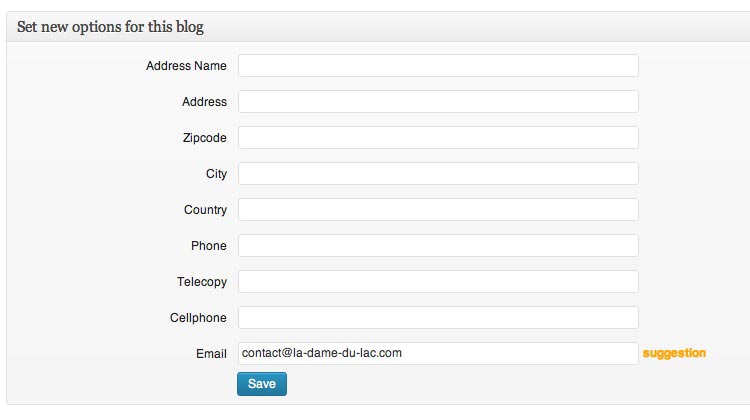 Set new options for this blog
Address Name
Address
Zipcode
City
Country
Phone
Telecopy
Cellphone
Email contact@la-dame-du-lac.com suggestion
Save